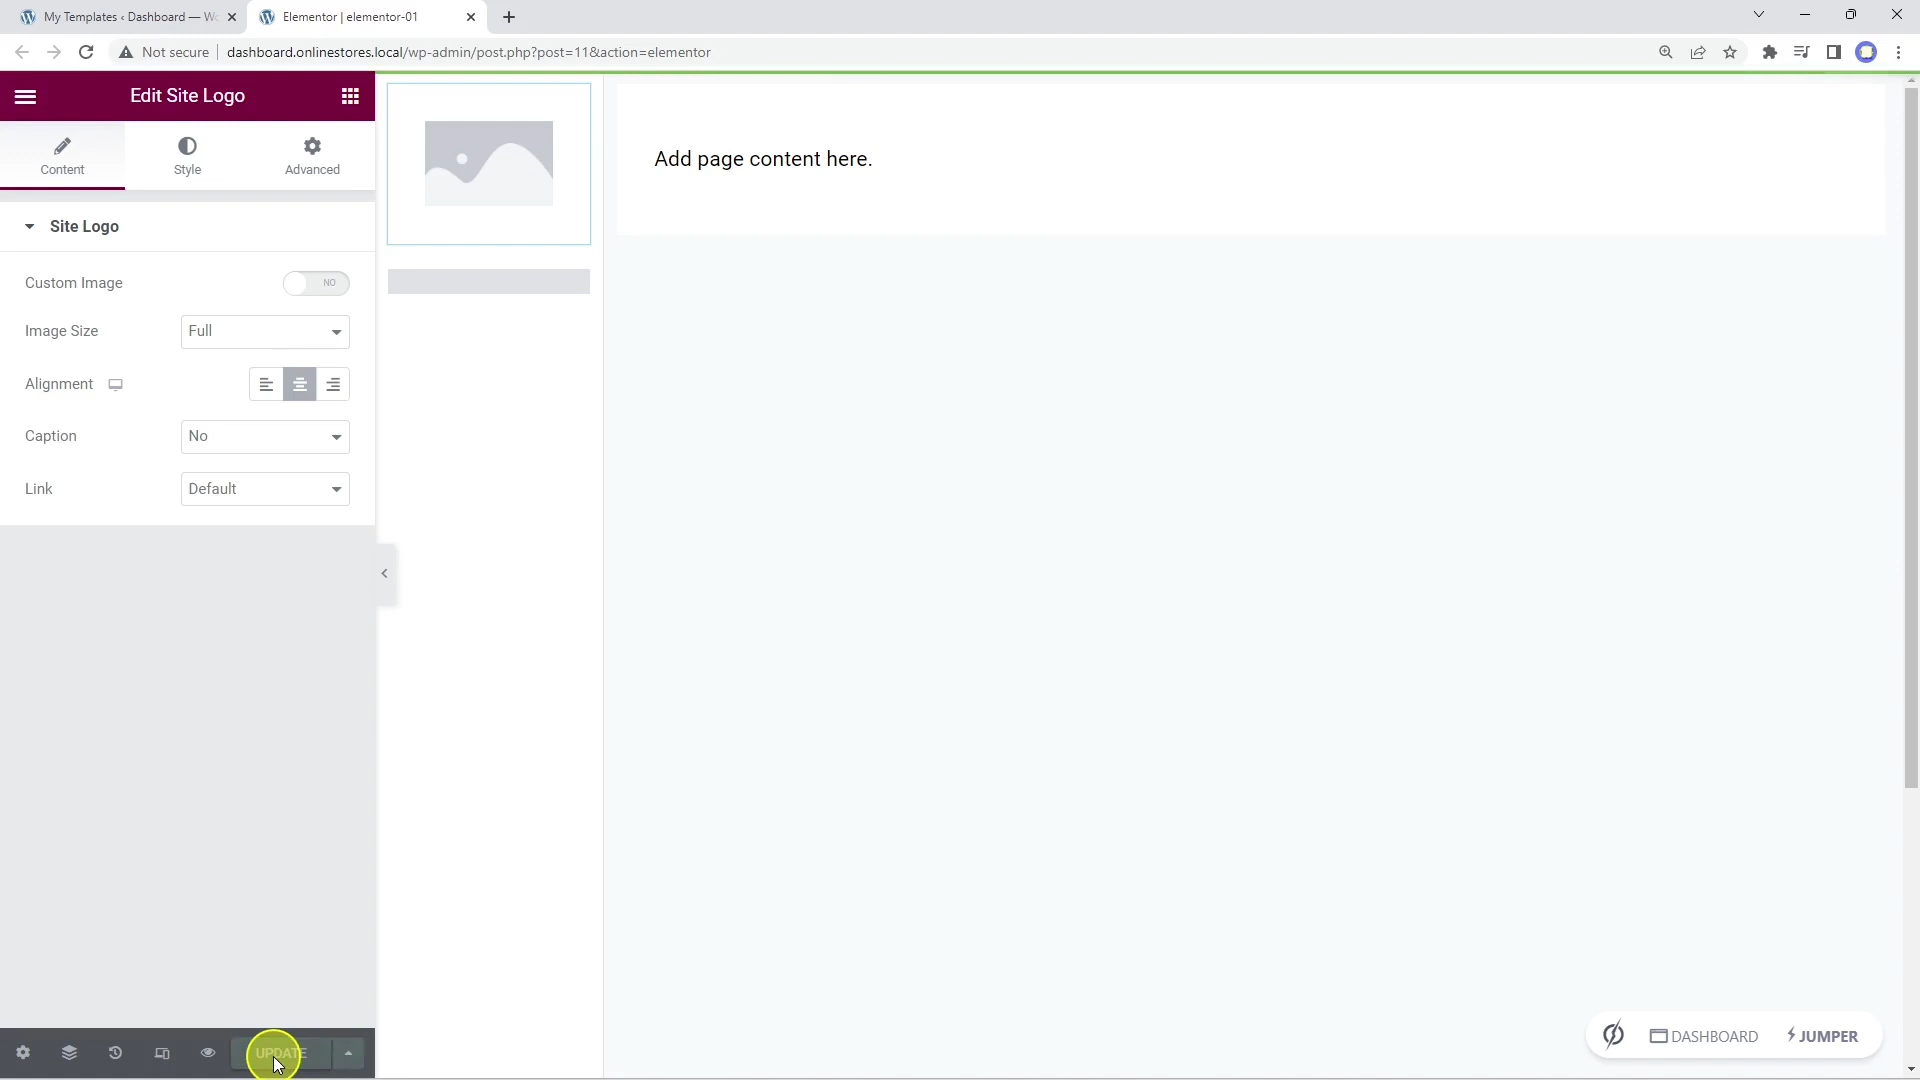 My Templates ‹ Dashboard — Wo
Elementor | elementor-01
Not secure
dashboard.onlinestores.local/wp-admin/post.php?post=11&action=elementor
Edit Site Logo
Content
Style
Advanced
Site Logo
Custom Image
NO
Image Size
Full
Alignment
Caption
No
Link
Default
Add page content here.
UPDATE
DASHBOARD
JUMPER